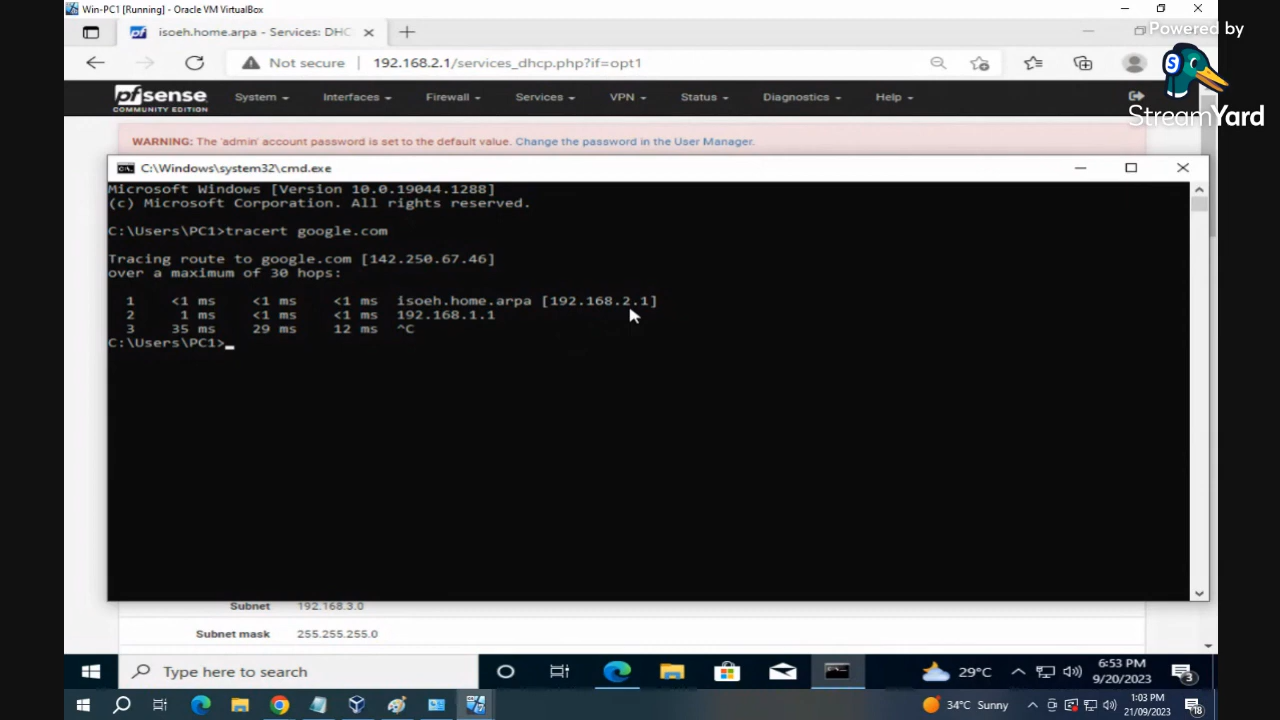 Win-PC1 [Running] - Oracle VM VirtualBox
isoeh.home.arpa - Services: DHC
Powered by
StreamYard
Not secure | 192.168.2.1/services_dhcp.php?if=opt1
pfsense
COMMUNITY EDITION
System Interfaces Firewall Services VPN Status Diagnostics Help
WARNING: The 'admin' account password is set to the default value. Change the password in the User Manager.
C:\Windows\system32\cmd.exe
Microsoft Windows [Version 10.0.19044.1288]
(c) Microsoft Corporation. All rights reserved.
C:\Users\PC1>tracert google.com
Tracing route to google.com [142.250.67.46]
over a maximum of 30 hops:
1 <1 ms <1 ms <1 ms isoeh.home.arpa [192.168.2.1]
2 1 ms <1 ms <1 ms 192.168.1.1
3 35 ms 29 ms 12 ms ^C
C:\Users\PC1>_
Subnet 192.168.3.0
Subnet mask 255.255.255.0
Type here to search
29°C
6:53 PM
9/20/2023
3
34°C Sunny
1:03 PM
21/09/2023
18